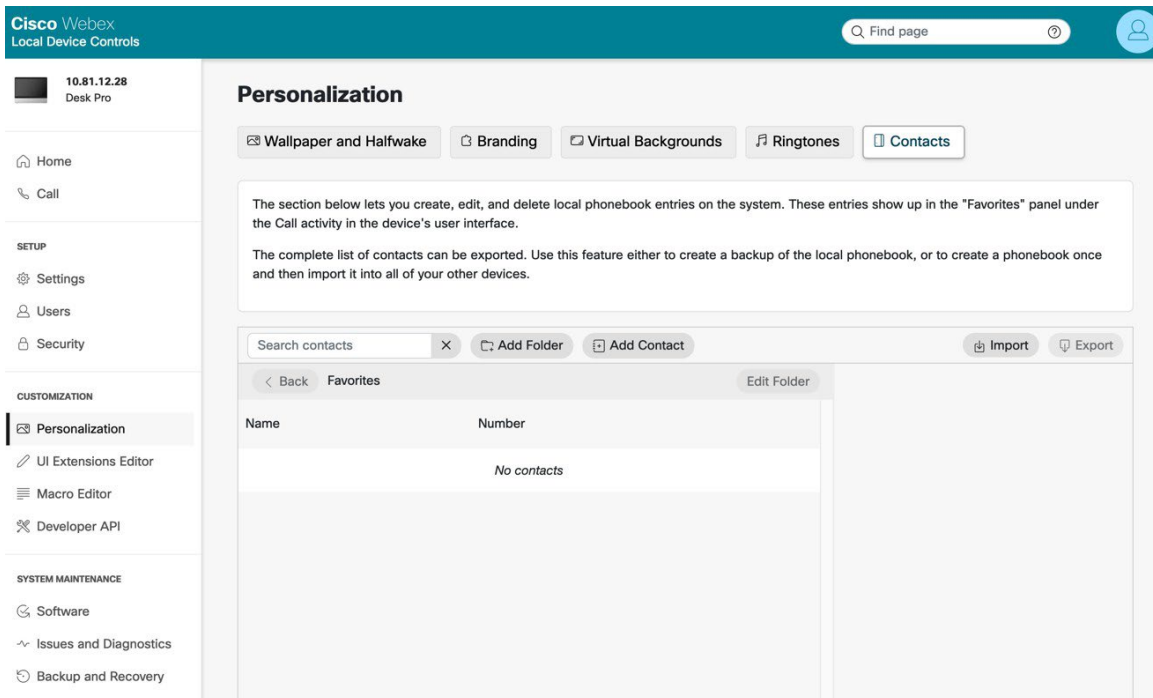 Cisco Webex
Local Device Controls
Find page
10.81.12.28
Desk Pro
Home
Call
SETUP
Settings
Users
Security
CUSTOMIZATION
Personalization
UI Extensions Editor
Macro Editor
Developer API
SYSTEM MAINTENANCE
Software
Issues and Diagnostics
Backup and Recovery
Personalization
Wallpaper and Halfwake
Branding
Virtual Backgrounds
Ringtones
Contacts
The section below lets you create, edit, and delete local phonebook entries on the system. These entries show up in the "Favorites" panel under
the Call activity in the device's user interface.
The complete list of contacts can be exported. Use this feature either to create a backup of the local phonebook, or to create a phonebook once
and then import it into all of your other devices.
Search contacts
Add Folder
Add Contact
Import
Export
Back
Favorites
Edit Folder
Name
Number
No contacts